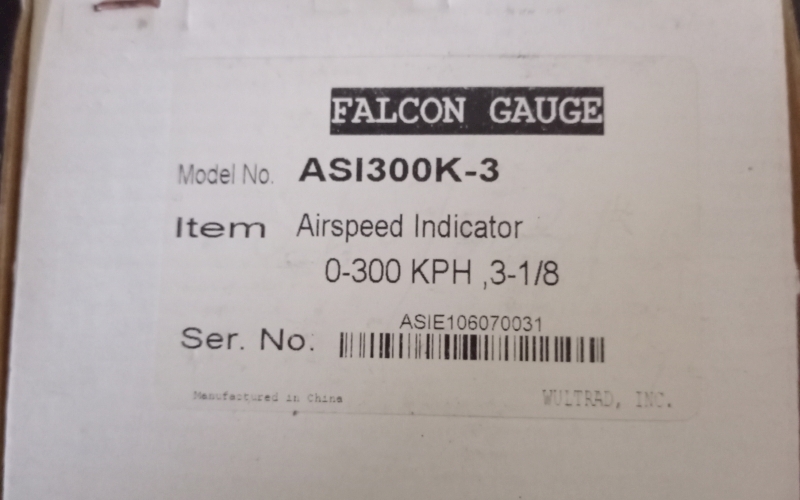 FALCON GAUGE
Model No. ASI300K-3
Item Airspeed Indicator
0-300 KPH ,3-1/8
ASIE106070031
Ser. No.
Manufactured in China WULTRAD, INC.